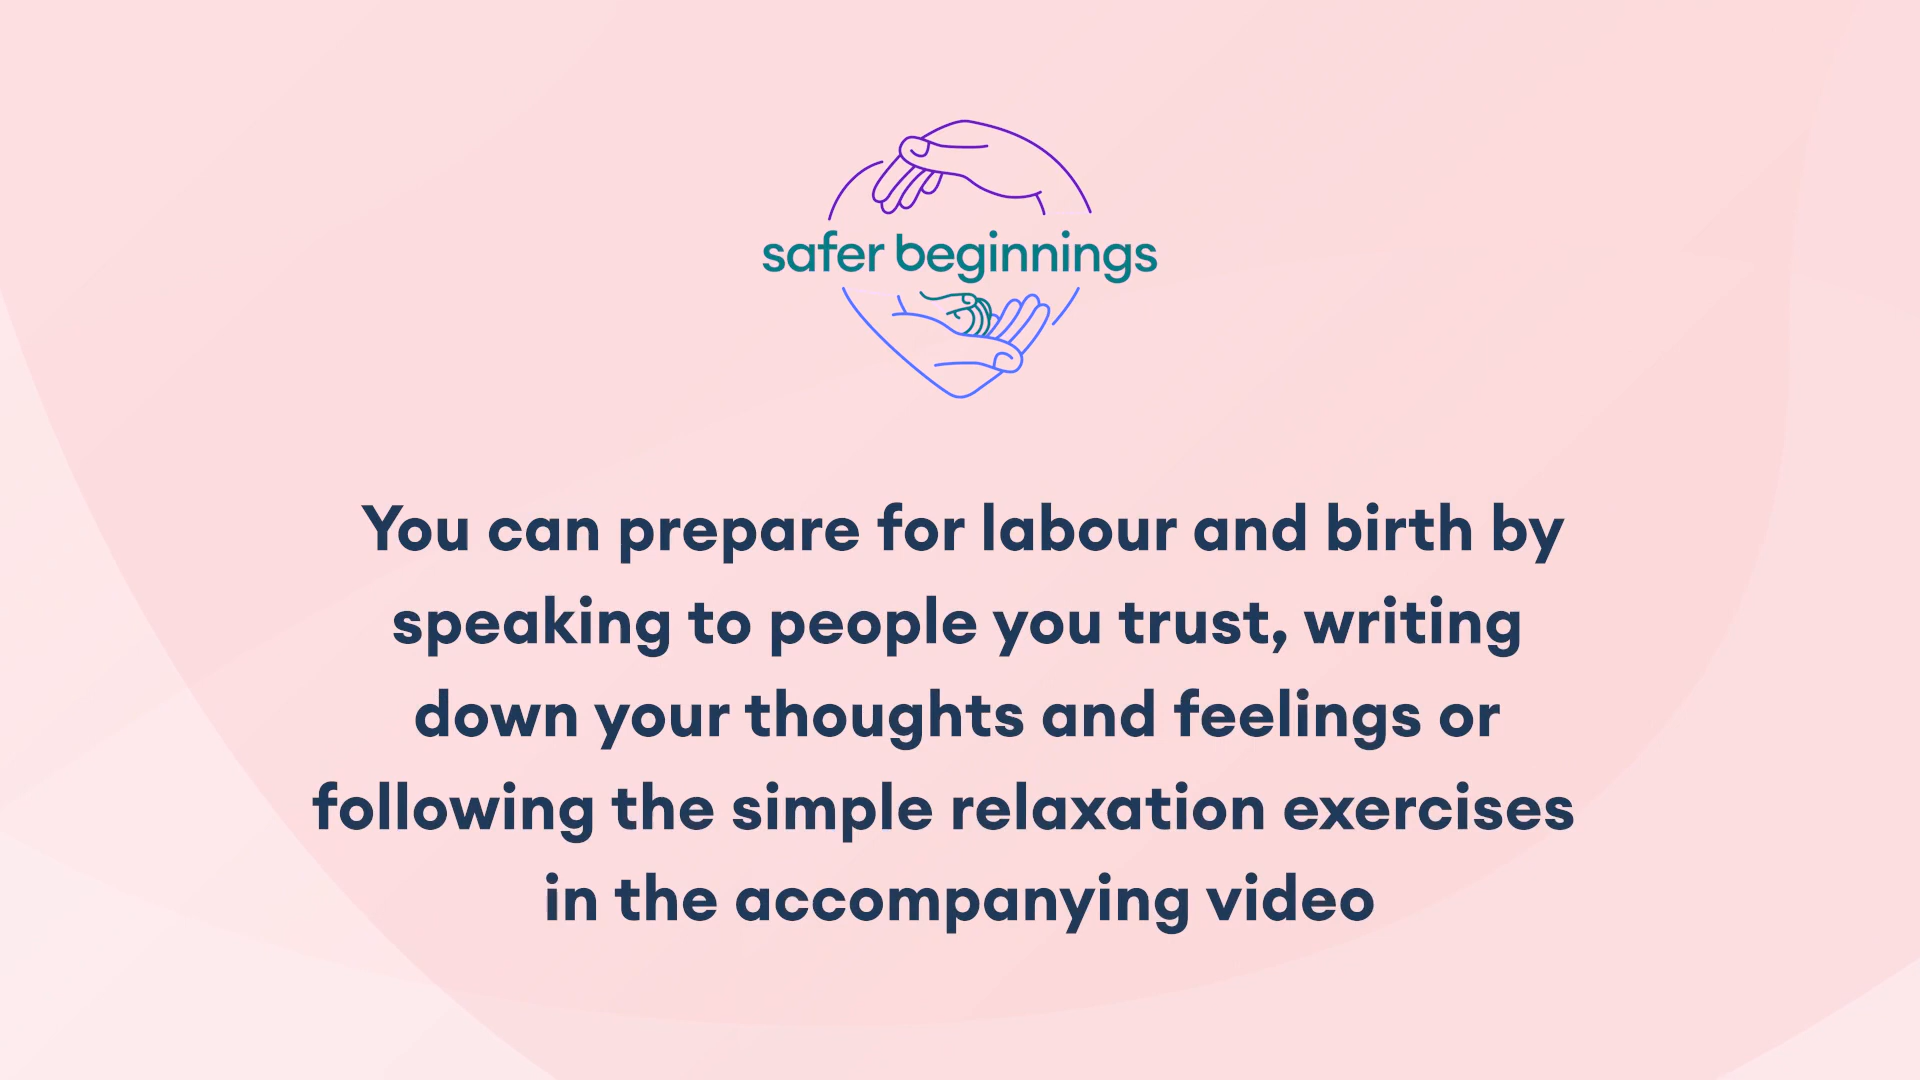 safer beginnings
You can prepare for labour and birth by
speaking to people you trust, writing
down your thoughts and feelings or
following the simple relaxation exercises
in the accompanying video